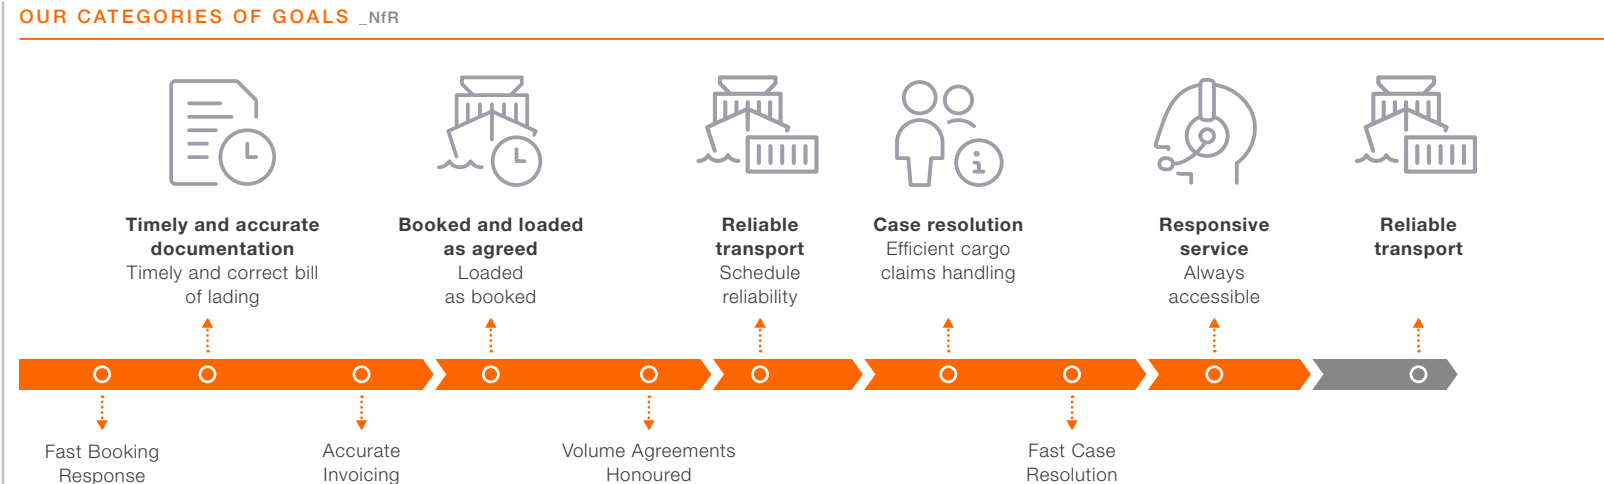 OUR CATEGORIES OF GOALS _NfR
Timely and accurate
documentation
Timely and correct bill
of lading
Booked and loaded
as agreed
Loaded
as booked
Reliable
transport
Schedule
reliability
Case resolution
Efficient cargo
claims handling
Responsive
service
Always
accessible
Reliable
transport
Fast Booking
Response
Accurate
Invoicing
Volume Agreements
Honoured
Fast Case
Resolution